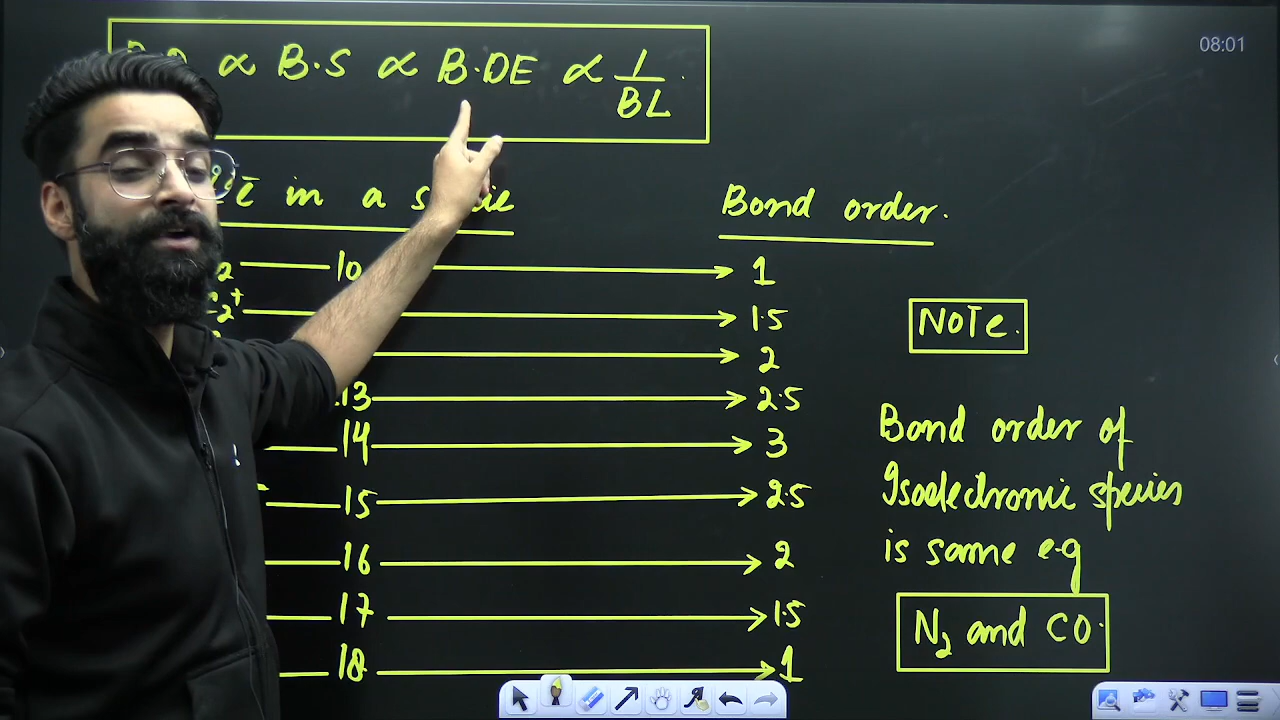 ∝ B.S ∝ B.DE ∝ 1/BL
08:01
ē in a
Bond order.
2 10 → 1
2⁺ → 1.5
→ 2
13 → 2.5
14 → 3
15 → 2.5
16 → 2
17 → 1.5
18 → 1
NOTE.
Bond order of
Isoelectronic species
is same e.g
N₂ and CO.